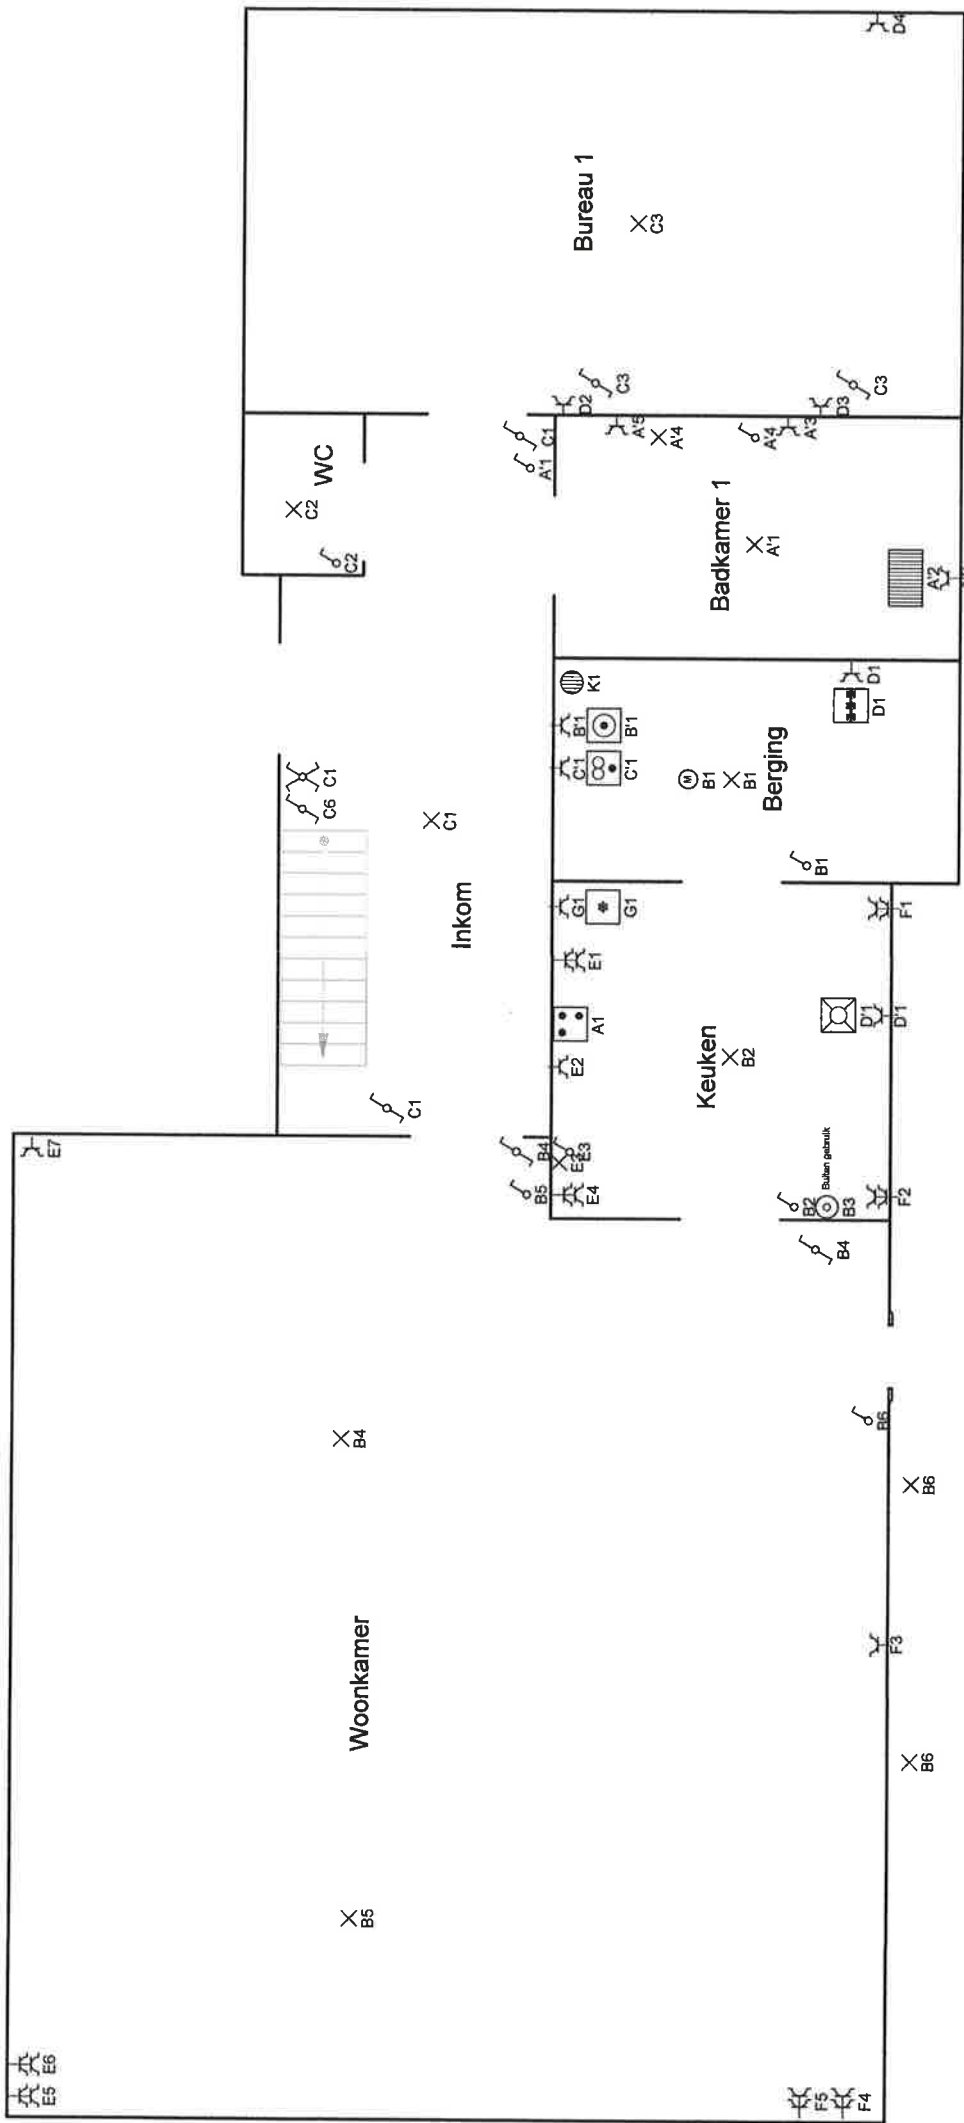 E5
E6
E7
C2
WC
C6
C1
C2
B5
Woonkamer
B4
C1
C1
Inkom
B5
B4
A'1
C1
E4
E3
E2
A1
E1
G1
G1
C'1
C'1
B'1
B'1
K1
D2
Bureau 1
C3
A'5
C3
A'4
Keuken
B2
B1
B1
Berging
Badkamer 1
A'1
A'4
A'3
D3
C3
B2
B3
Buiten gebruik
B4
B1
F5
F4
B6
F3
F2
D'1
F1
D1
D1
A'2
D4
B6
B6